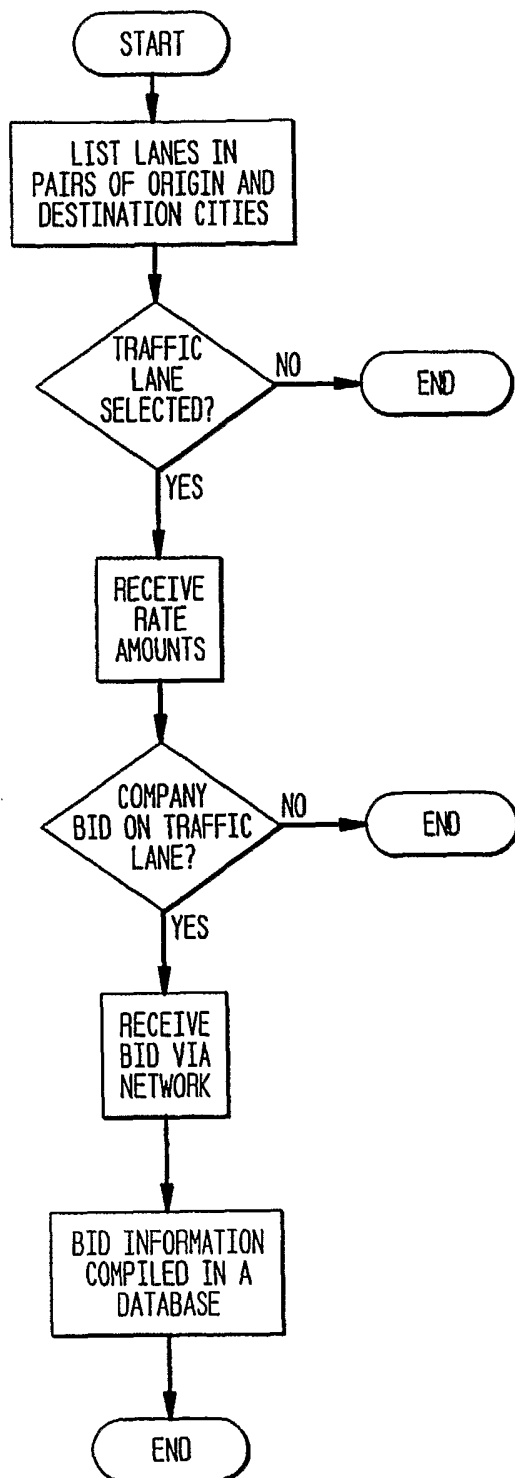 START
LIST LANES IN
PAIRS OF ORIGIN AND
DESTINATION CITIES
TRAFFIC
LANE
SELECTED?
NO
END
YES
RECEIVE
RATE
AMOUNTS
COMPANY
BID ON TRAFFIC
LANE?
NO
END
YES
RECEIVE
BID VIA
NETWORK
BID INFORMATION
COMPILED IN A
DATABASE
END